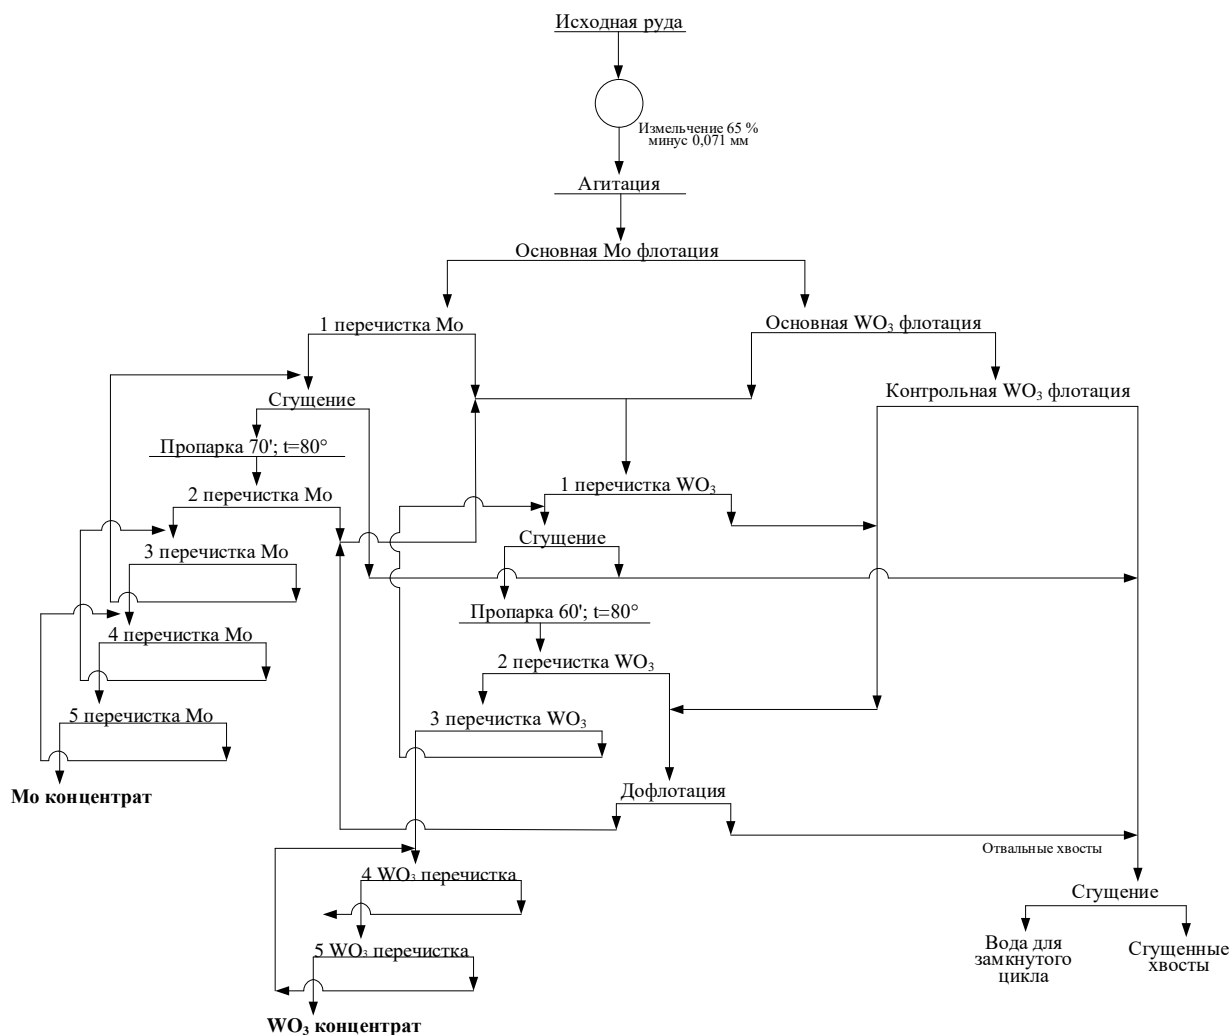 Исходная руда
Измельчение 65 %
минус 0,071 мм
Агитация
Основная Мо флотация
1 перечистка Мо
Основная WO₃ флотация
Сгущение
Контрольная WO₃ флотация
Пропарка 70'; t=80°
1 перечистка WO₃
2 перечистка Мо
Сгущение
3 перечистка Мо
Пропарка 60'; t=80°
4 перечистка Мо
2 перечистка WO₃
5 перечистка Мо
3 перечистка WO₃
Мо концентрат
Дофлотация
Отвальные хвосты
4 WO₃ перечистка
Сгущение
5 WO₃ перечистка
Вода для
замкнутого
цикла
Сгущенные
хвосты
WO₃ концентрат